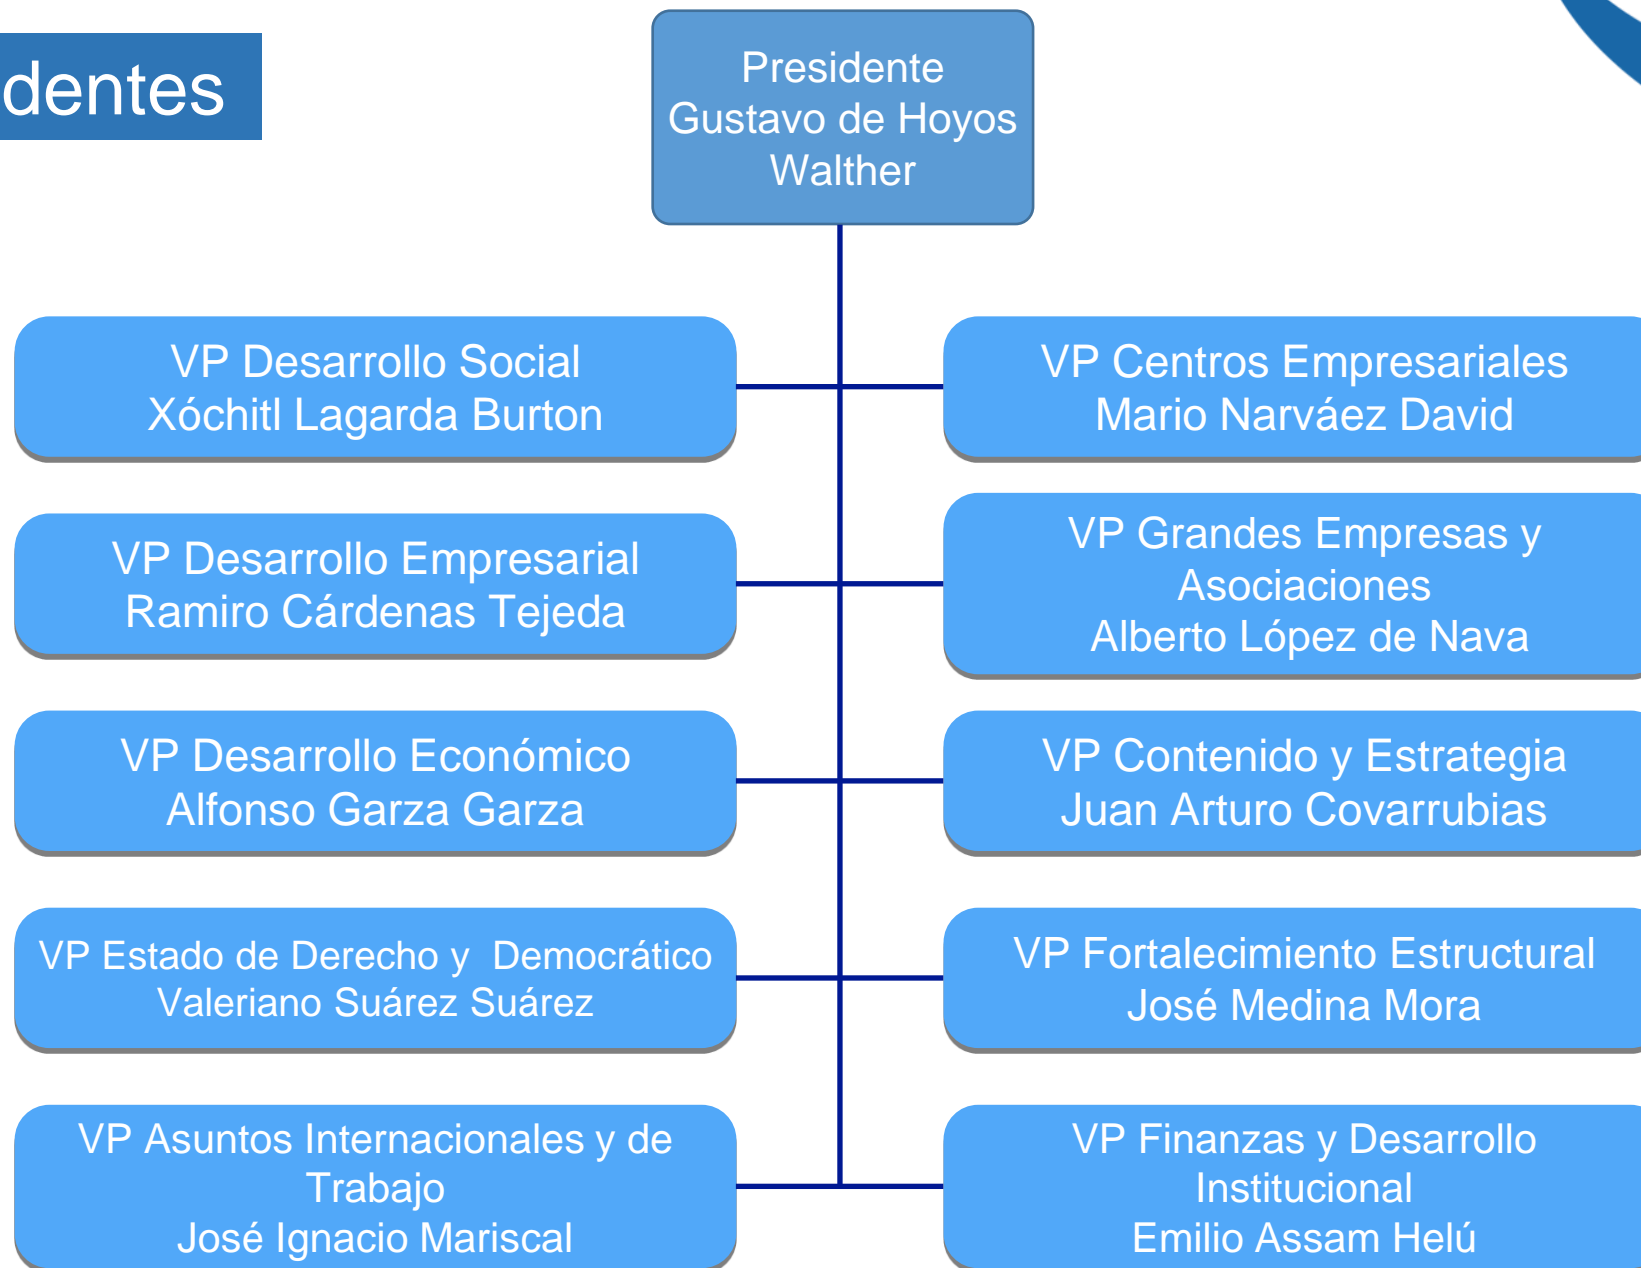 dentes
Presidente
Gustavo de Hoyos
Walther
VP Desarrollo Social
Xóchitl Lagarda Burton
VP Centros Empresariales
Mario Narváez David
VP Desarrollo Empresarial
Ramiro Cárdenas Tejeda
VP Grandes Empresas y
Asociaciones
Alberto López de Nava
VP Desarrollo Económico
Alfonso Garza Garza
VP Contenido y Estrategia
Juan Arturo Covarrubias
VP Estado de Derecho y  Democrático
Valeriano Suárez Suárez
VP Fortalecimiento Estructural
José Medina Mora
VP Asuntos Internacionales y de
Trabajo
José Ignacio Mariscal
VP Finanzas y Desarrollo
Institucional
Emilio Assam Helú